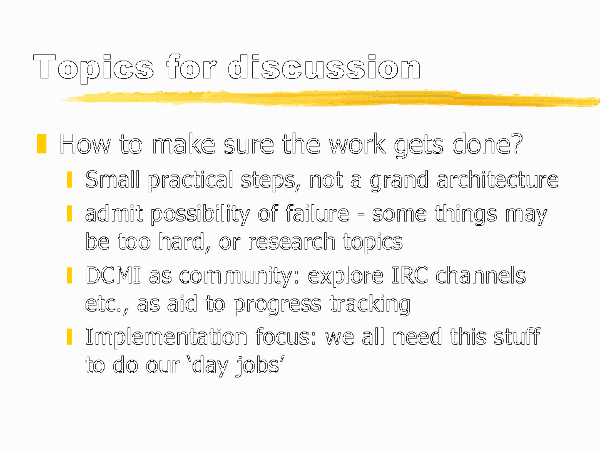 Topics for discussion
How to make sure the work gets done?
Small practical steps, not a grand architecture
admit possibility of failure - some things may
be too hard, or research topics
DCMI as community: explore IRC channels
etc., as aid to progress tracking
Implementation focus: we all need this stuff
to do our ‘day jobs’